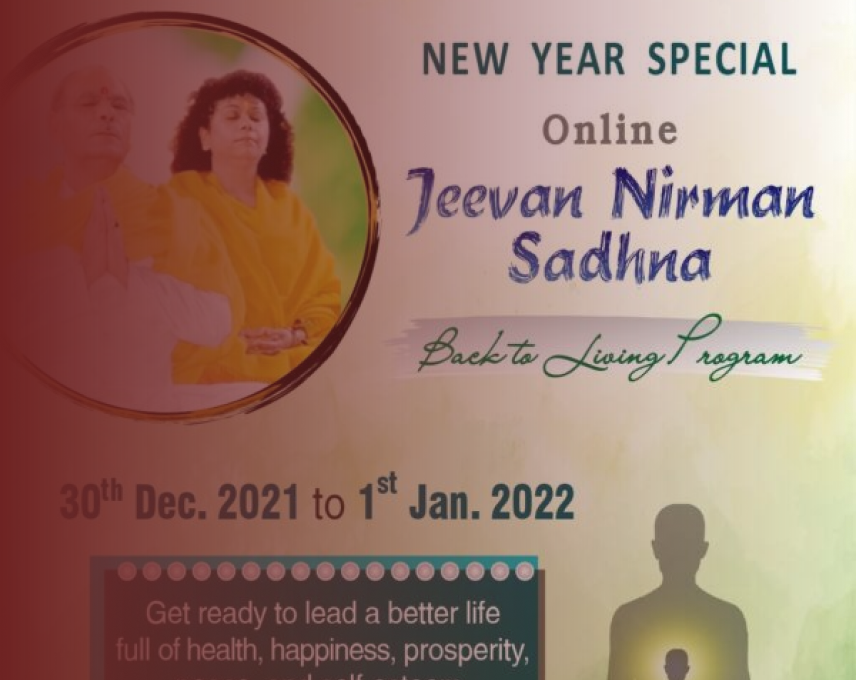 NEW YEAR SPECIAL
Online
Jeevan Nirman
Sadhna
Back to Living Program
30th Dec. 2021 to 1st Jan. 2022
Get ready to lead a better life
full of health, happiness, prosperity,